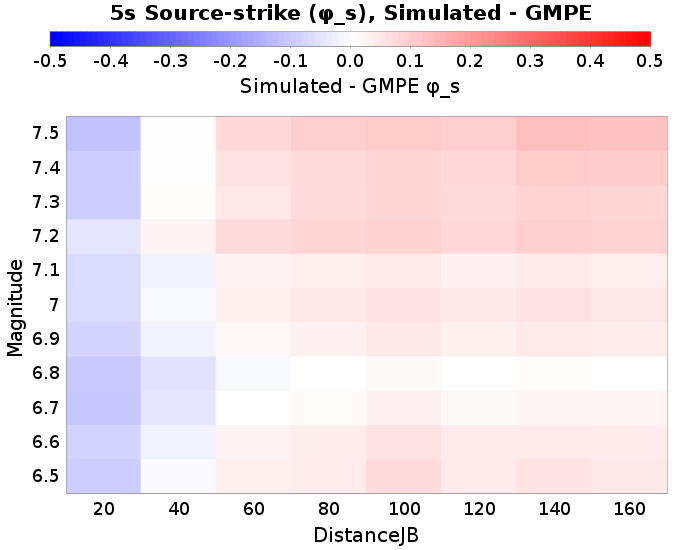 5s Source-strike (φ_s), Simulated - GMPE
-0.5 -0.4 -0.3 -0.2 -0.1 0.0 0.1 0.2 0.3 0.4 0.5
Simulated - GMPE φ_s
Magnitude
7.5
7.4
7.3
7.2
7.1
7
6.9
6.8
6.7
6.6
6.5
20 40 60 80 100 120 140 160
DistanceJB